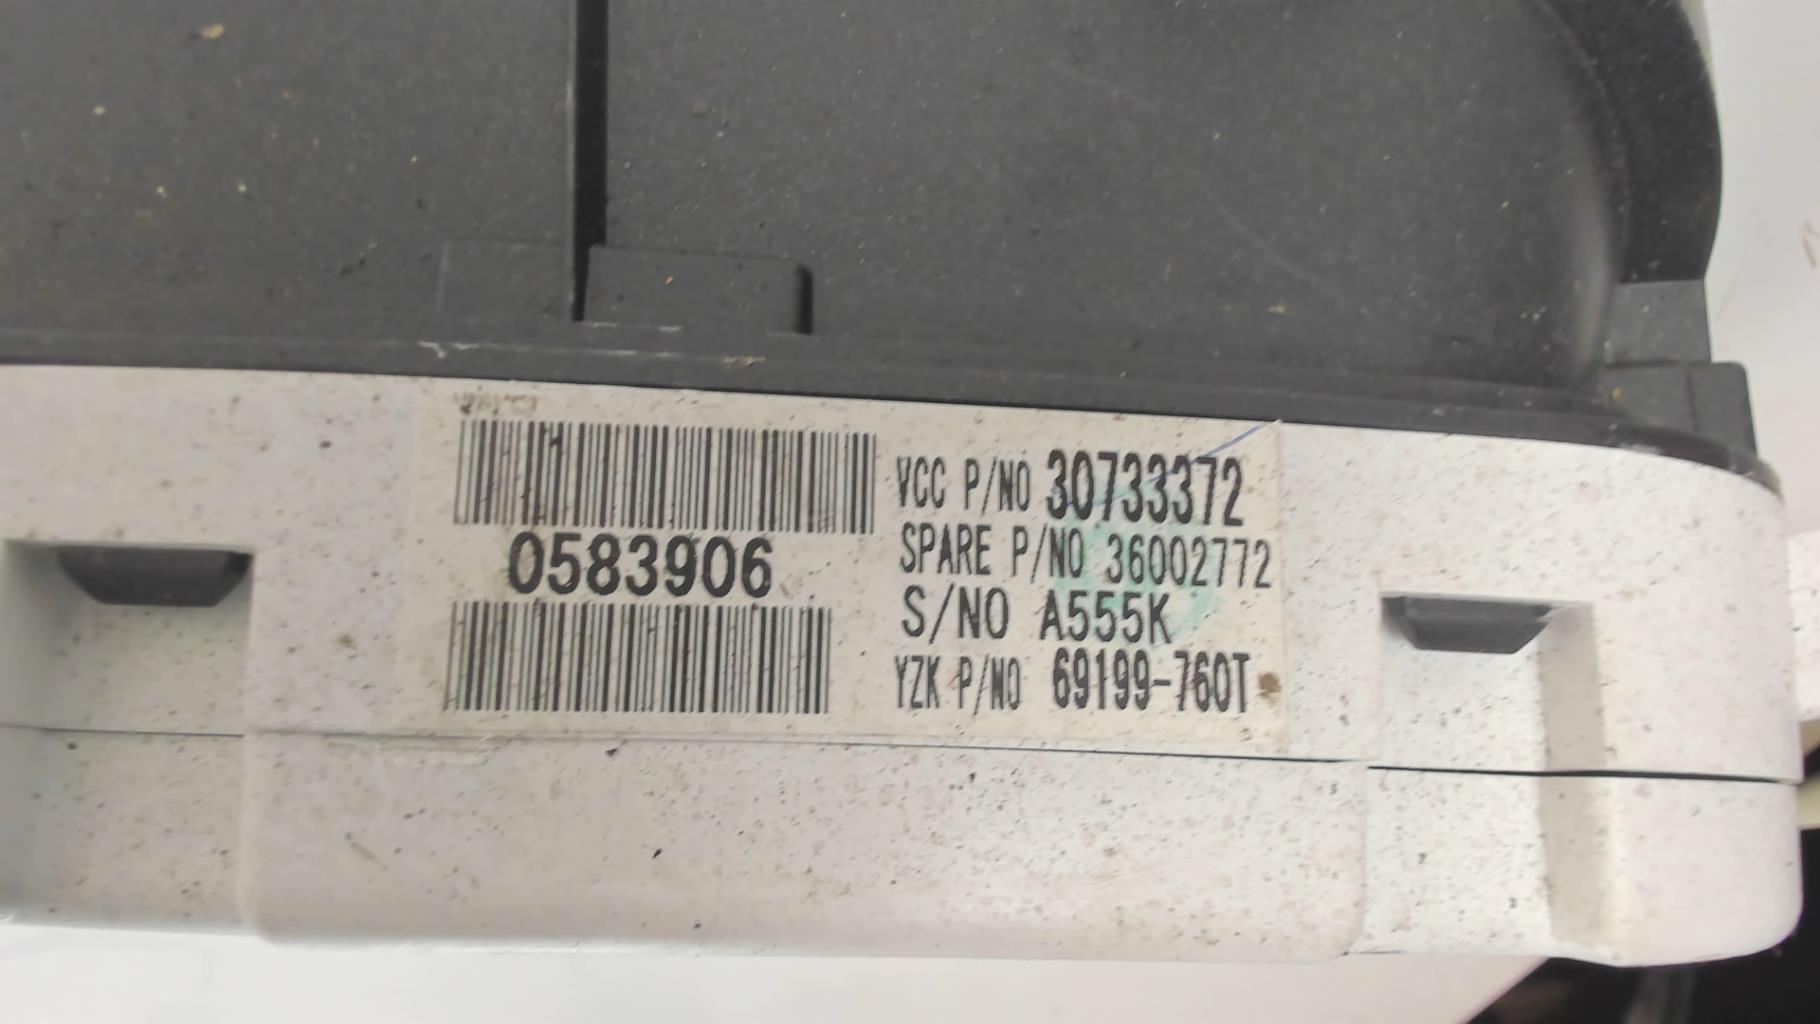 0583906
VCC P/NO 30733372
SPARE P/NO 36002772
S/NO A555K
YZK P/NO 69199-760T